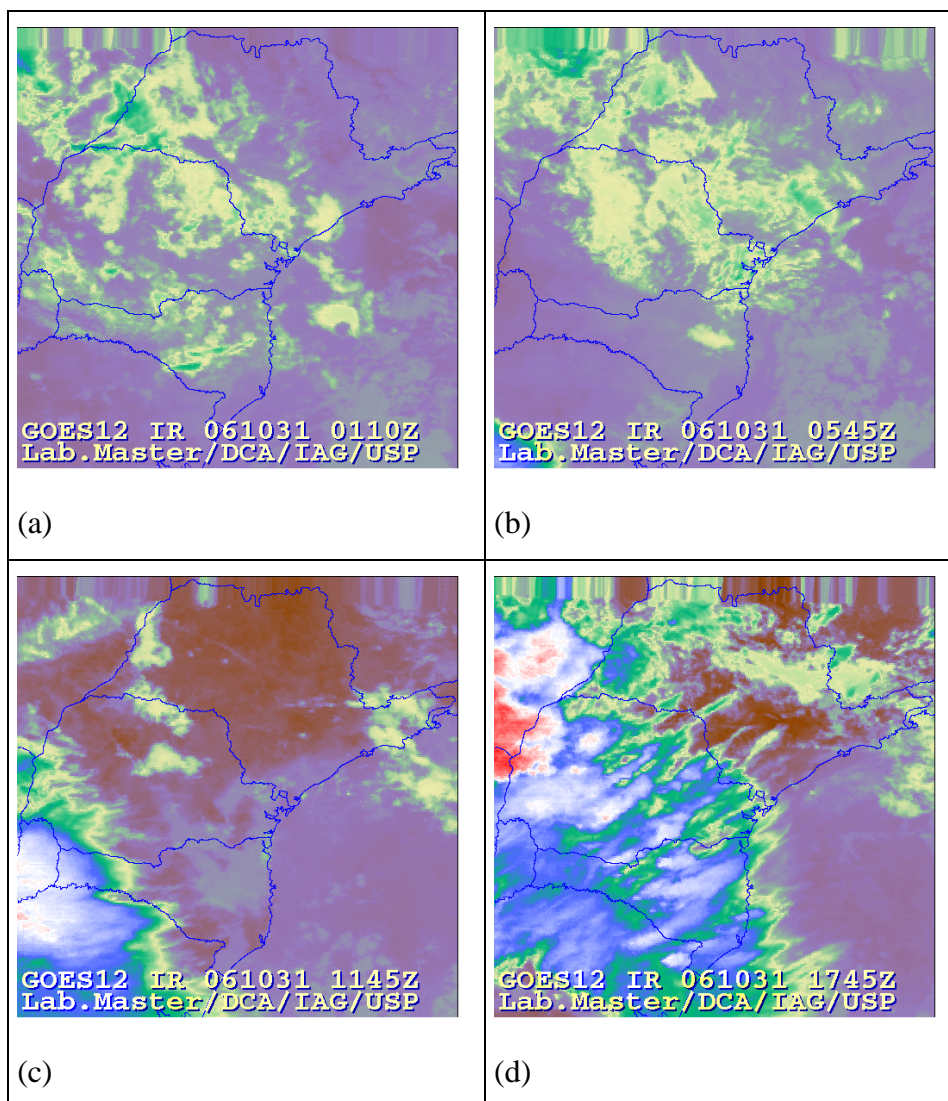 GOES12 IR 061031 0110Z
Lab.Master/DCA/IAG/USP
(a)
GOES12 IR 061031 0545Z
Lab.Master/DCA/IAG/USP
(b)
GOES12 IR 061031 1145Z
Lab.Master/DCA/IAG/USP
(c)
GOES12 IR 061031 1745Z
Lab.Master/DCA/IAG/USP
(d)